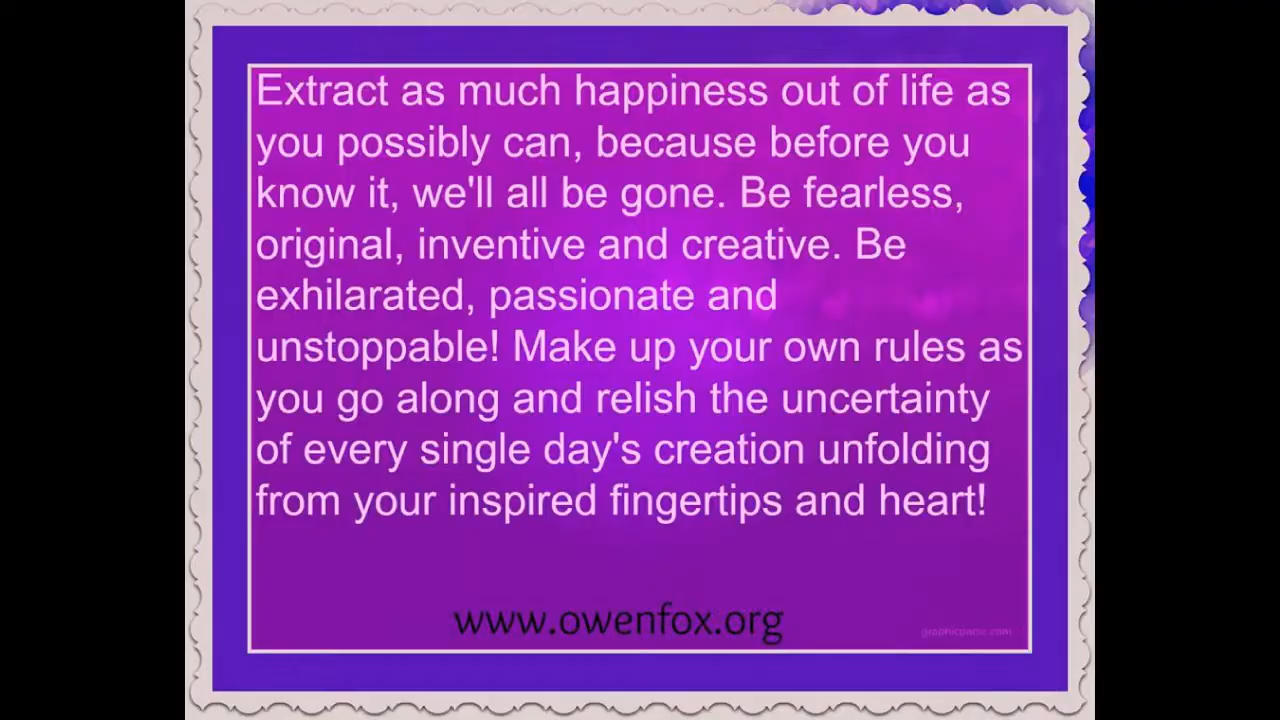 Extract as much happiness out of life as
you possibly can, because before you
know it, we'll all be gone. Be fearless,
original, inventive and creative. Be
exhilarated, passionate and
unstoppable! Make up your own rules as
you go along and relish the uncertainty
of every single day's creation unfolding
from your inspired fingertips and heart!
www.owenfox.org